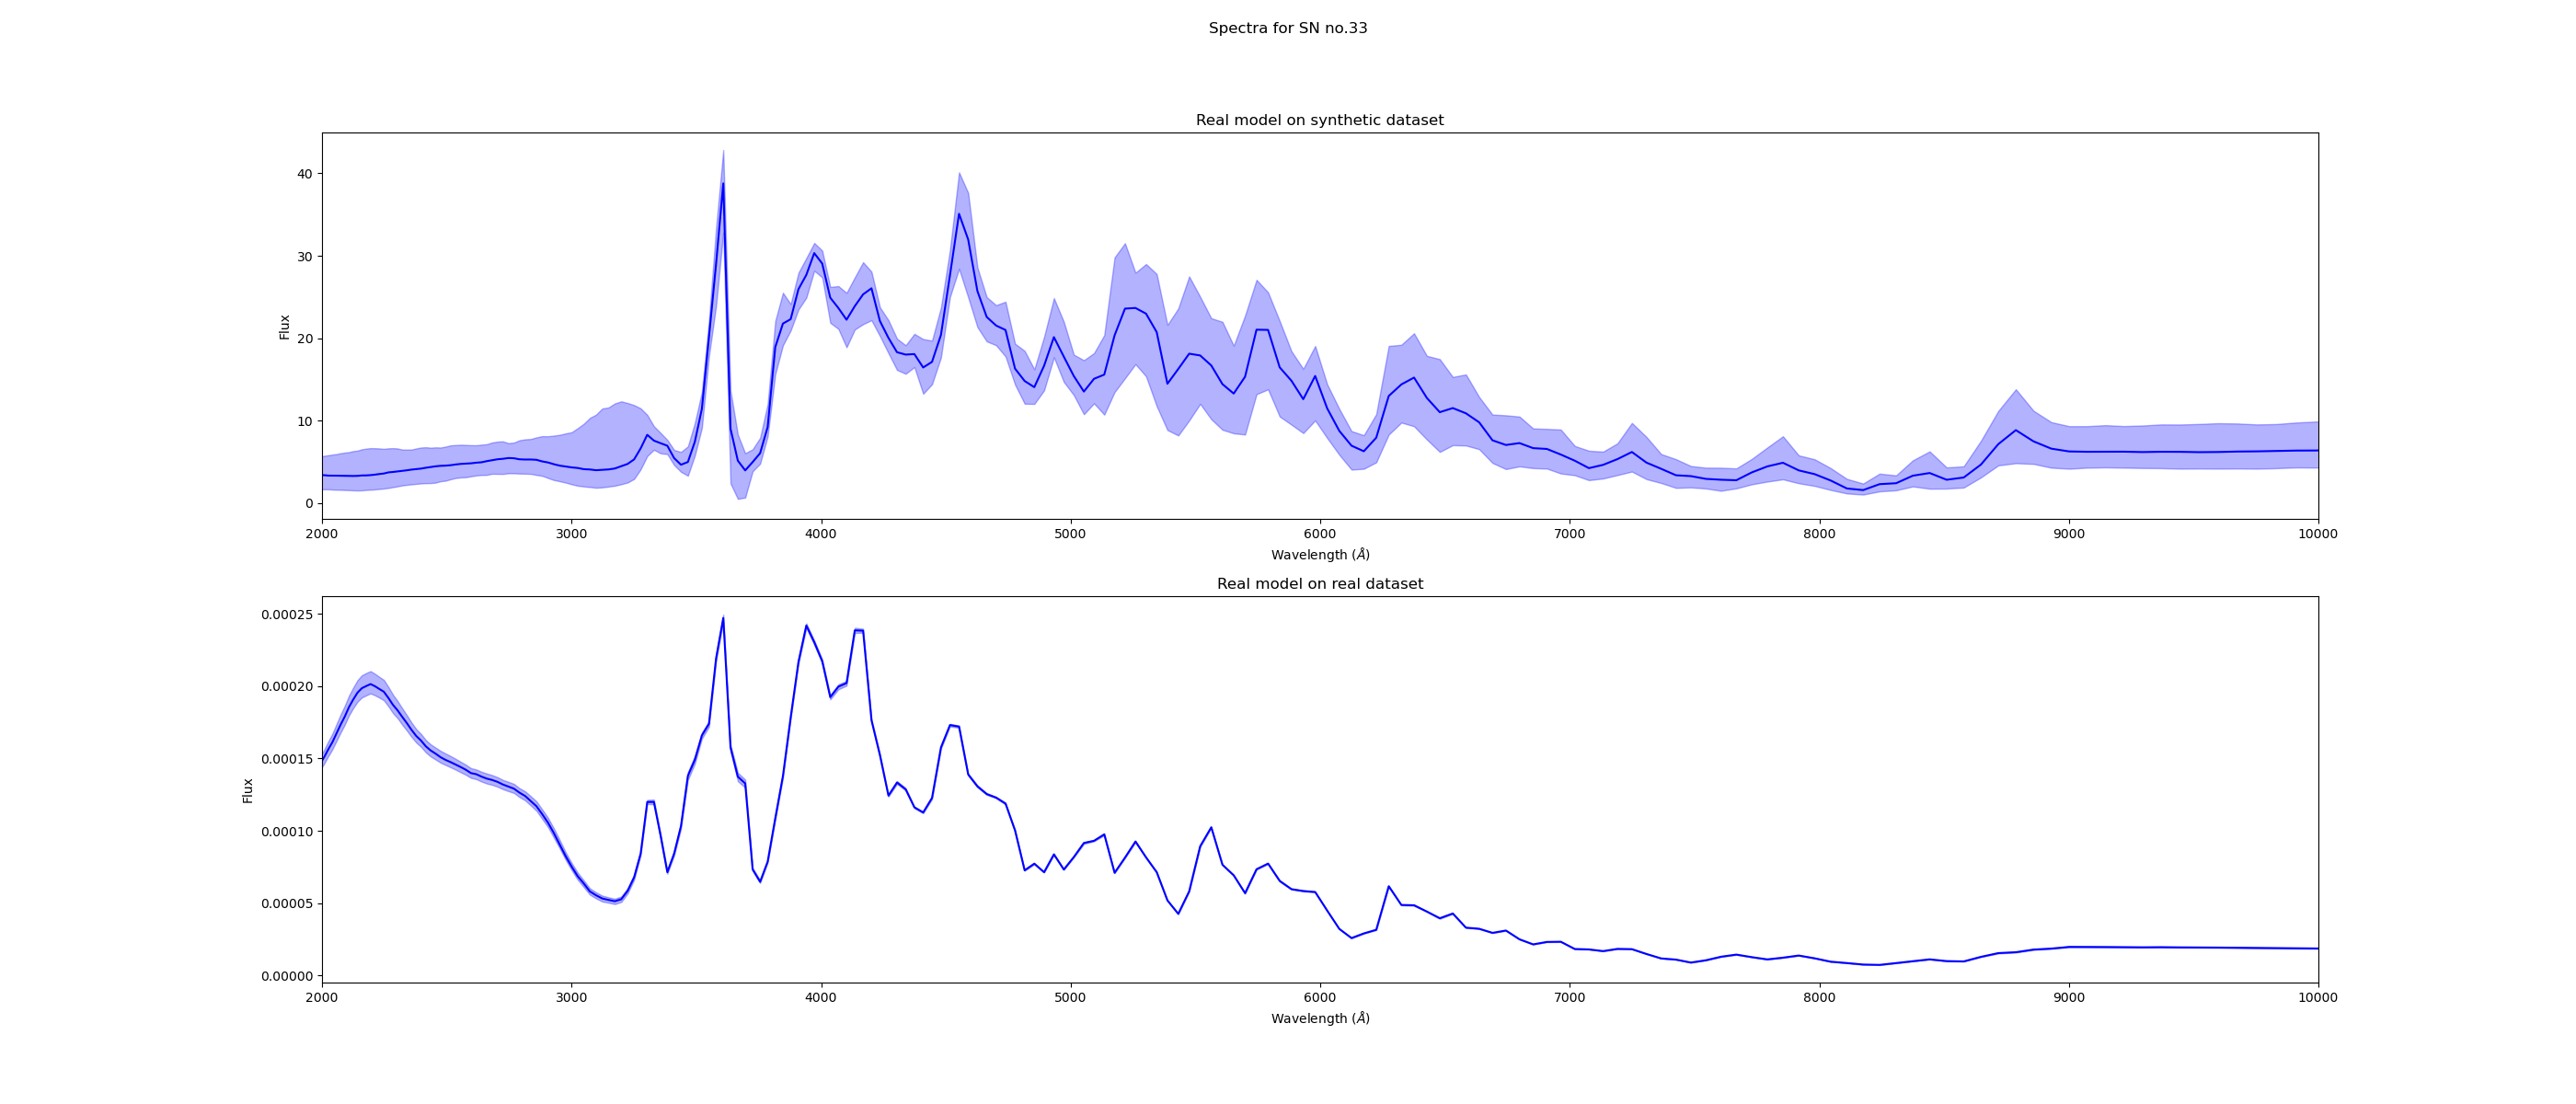 Spectra for SN no.33
Real model on synthetic dataset
40
30
20
10
0
Flux
2000 3000 4000 5000 6000 7000 8000 9000 10000
Wavelength (Å)
Real model on real dataset
0.00025
0.00020
0.00015
0.00010
0.00005
0.00000
Flux
2000 3000 4000 5000 6000 7000 8000 9000 10000
Wavelength (Å)